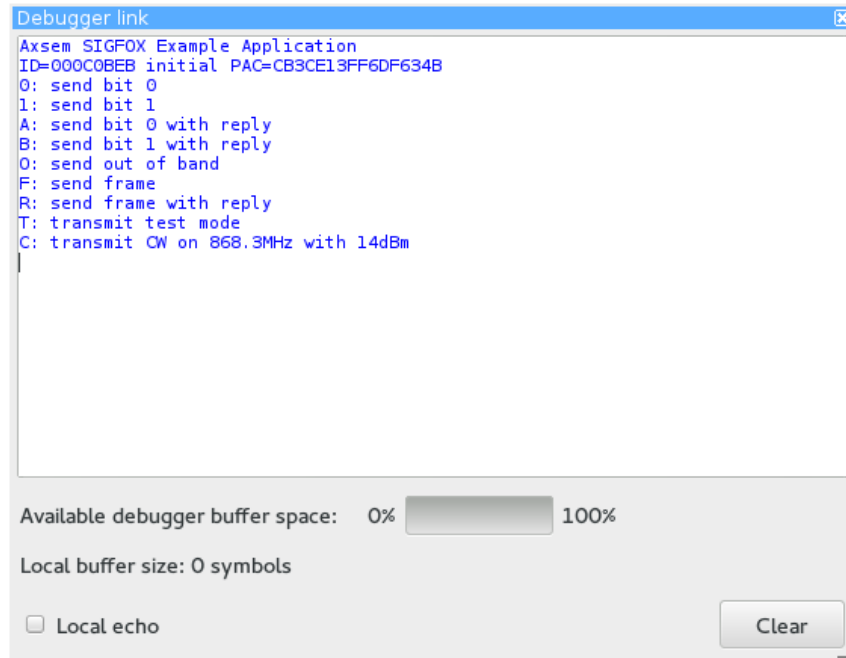 Debugger link
Axsem SIGFOX Example Application
ID=000C0BEB initial PAC=CB3CE13FF6DF634B
0: send bit 0
1: send bit 1
A: send bit 0 with reply
B: send bit 1 with reply
O: send out of band
F: send frame
R: send frame with reply
T: transmit test mode
C: transmit CW on 868.3MHz with 14dBm
Available debugger buffer space: 0% 100%
Local buffer size: 0 symbols
Local echo Clear